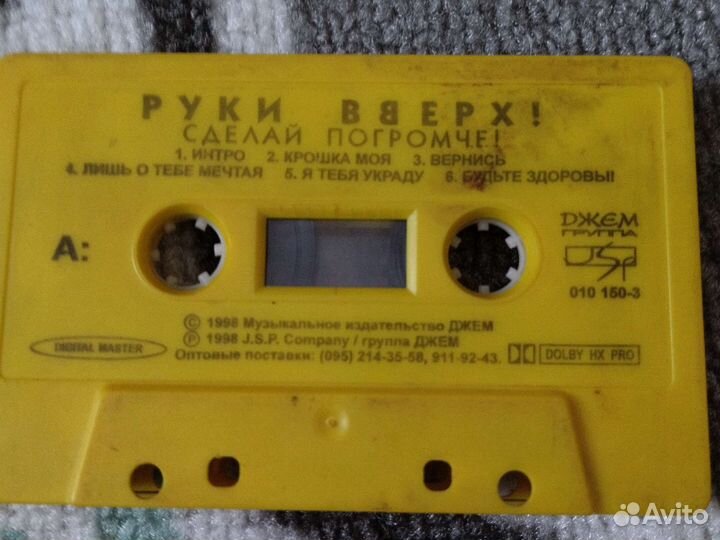 РУКИ ВВЕРХ!
СДЕЛАЙ ПОГРОМЧЕ!
1. ИНТРО 2. КРОШКА МОЯ 3. ВЕРНИСЬ
4. ЛИШЬ О ТЕБЕ МЕЧТАЯ 5. Я ТЕБЯ УКРАДУ 6. БУДЬТЕ ЗДОРОВЫ!
A:
ДЖЕМ
ГРУППА
JSP
010 150-3
© 1998 Музыкальное издательство ДЖЕМ
℗ 1998 J.S.P. Company / группа ДЖЕМ
Оптовые поставки: (095) 214-35-58, 911-92-43.
DIGITAL MASTER
DOLBY HX PRO
Avito